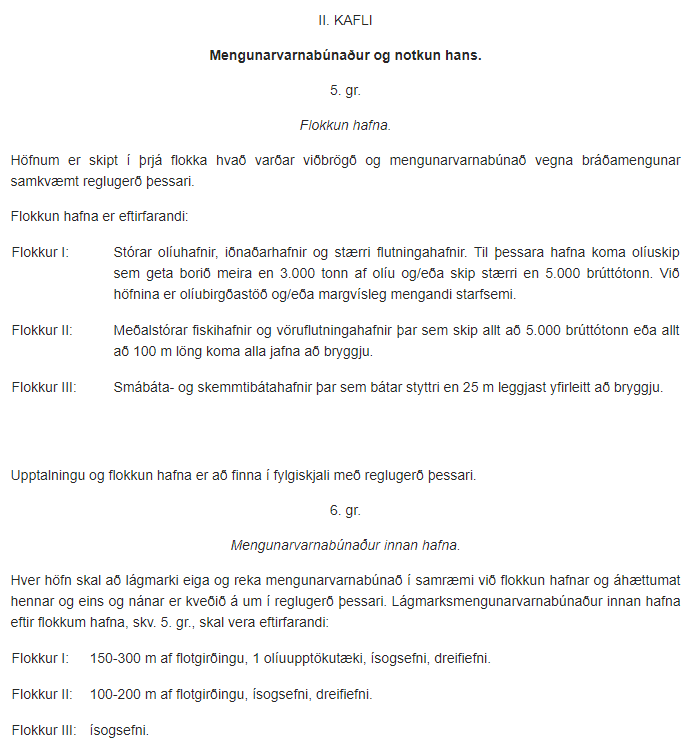 II. KAFLI
Mengunarvarnabúnaður og notkun hans.
5. gr.
Flokkun hafna.
Höfnum er skipt í þrjá flokka hvað varðar viðbrögð og mengunarvarnabúnað vegna bráðamengunar
samkvæmt reglugerð þessari.
Flokkun hafna er eftirfarandi:
Flokkur I: Stórar olíuhafnir, iðnaðarhafnir og stærri flutningahafnir. Til þessara hafna koma olíuskip
sem geta borið meira en 3.000 tonn af olíu og/eða skip stærri en 5.000 brúttótonn. Við
höfnina er olíubirgðastöð og/eða margvísleg mengandi starfsemi.
Flokkur II: Meðalstórar fiskihafnir og vöruflutningahafnir þar sem skip allt að 5.000 brúttótonn eða allt
að 100 m löng koma alla jafna að bryggju.
Flokkur III: Smábáta- og skemmtibátahafnir þar sem bátar styttri en 25 m leggjast yfirleitt að bryggju.
Upptalningu og flokkun hafna er að finna í fylgiskjali með reglugerð þessari.
6. gr.
Mengunarvarnabúnaður innan hafna.
Hver höfn skal að lágmarki eiga og reka mengunarvarnabúnað í samræmi við flokkun hafnar og áhættumat
hennar og eins og nánar er kveðið á um í reglugerð þessari. Lágmarksmengunarvarnabúnaður innan hafna
eftir flokkum hafna, skv. 5. gr., skal vera eftirfarandi:
Flokkur I: 150-300 m af flotgirðingu, 1 olíuupptökutæki, ísogsefni, dreifiefni.
Flokkur II: 100-200 m af flotgirðingu, ísogsefni, dreifiefni.
Flokkur III: ísogsefni.